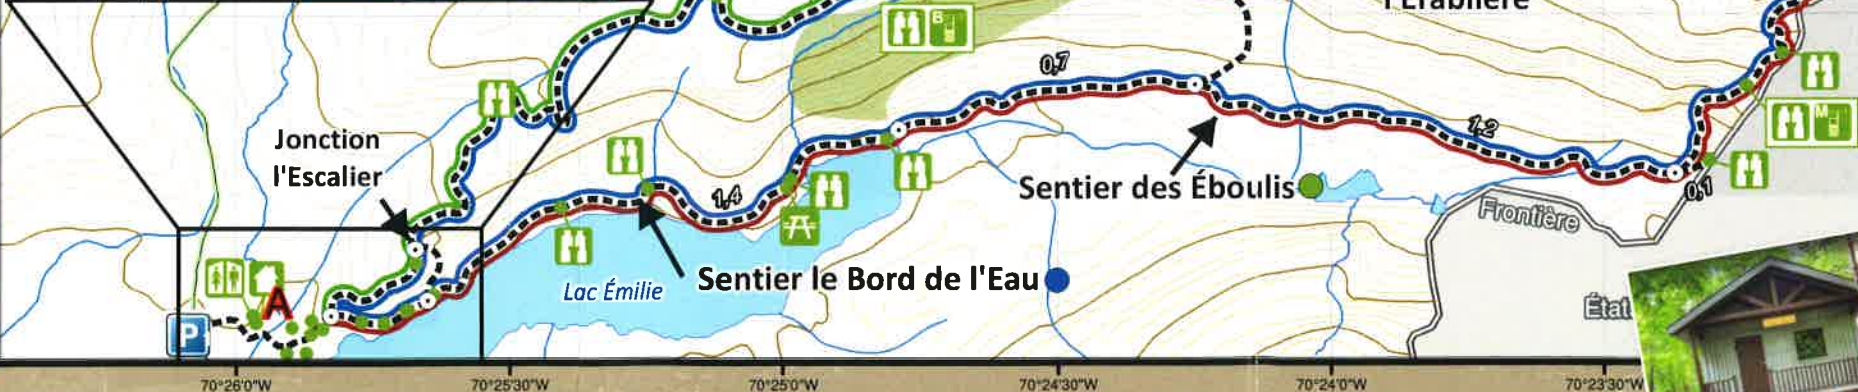 l'Érablière
B
0,7
Jonction
l'Escalier
1,2
M
1,4
Sentier des Éboulis
0,1
Frontière
Sentier le Bord de l'Eau
Lac Émilie
A
P
État
70°26'0"W
70°25'30"W
70°25'0"W
70°24'30"W
70°24'0"W
70°23'30"W